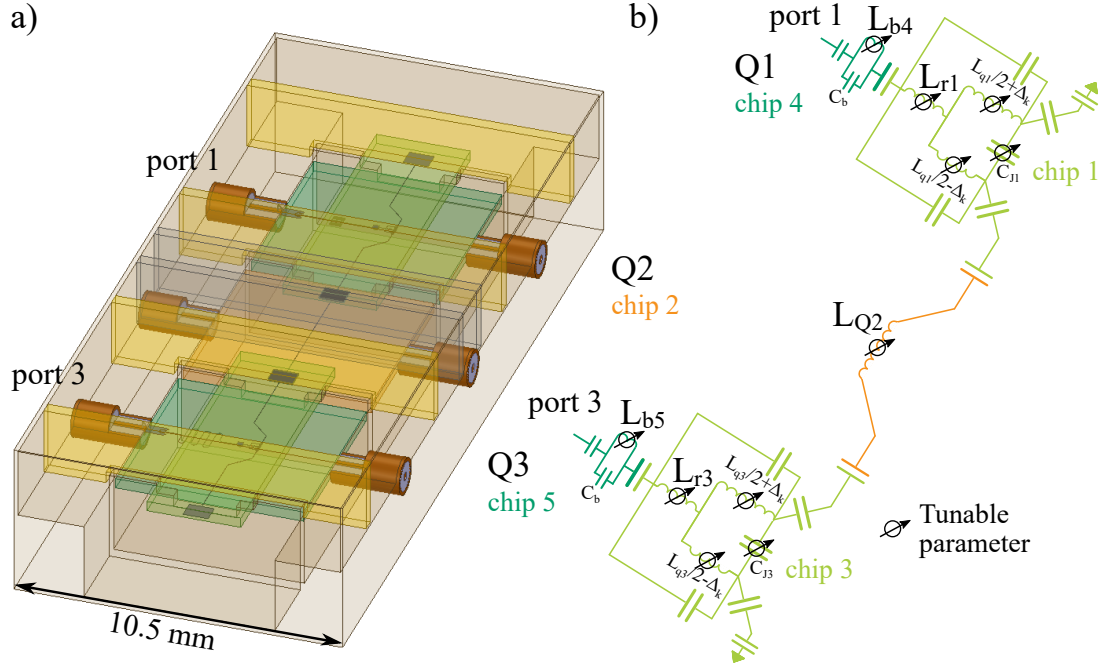 a)
port 1
port 3
10.5 mm
b)
port 1
L_b4
Q1
chip 4
C_b
L_r1
L_q1/2+Δ_k
L_q1/2-Δ_k
C_J1
chip 1
Q2
chip 2
L_Q2
port 3
L_b5
Q3
chip 5
C_b
L_r3
L_q3/2+Δ_k
L_q3/2-Δ_k
C_J3
chip 3
Tunable
parameter